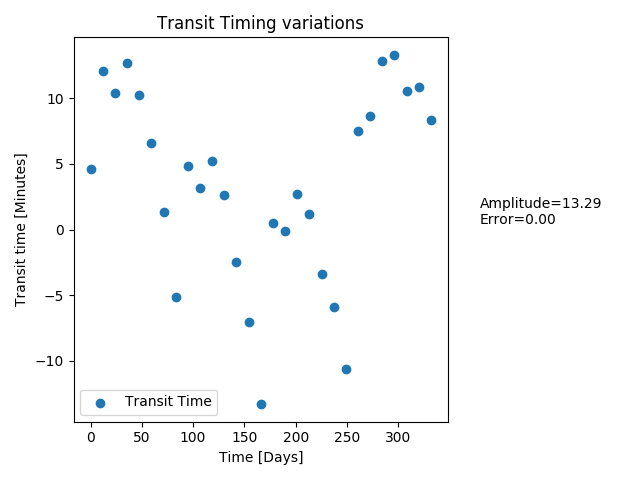 Transit Timing variations
Transit time [Minutes]
10
5
0
−5
−10
Transit Time
0
50
100
150
200
250
300
Time [Days]
Amplitude=13.29
Error=0.00